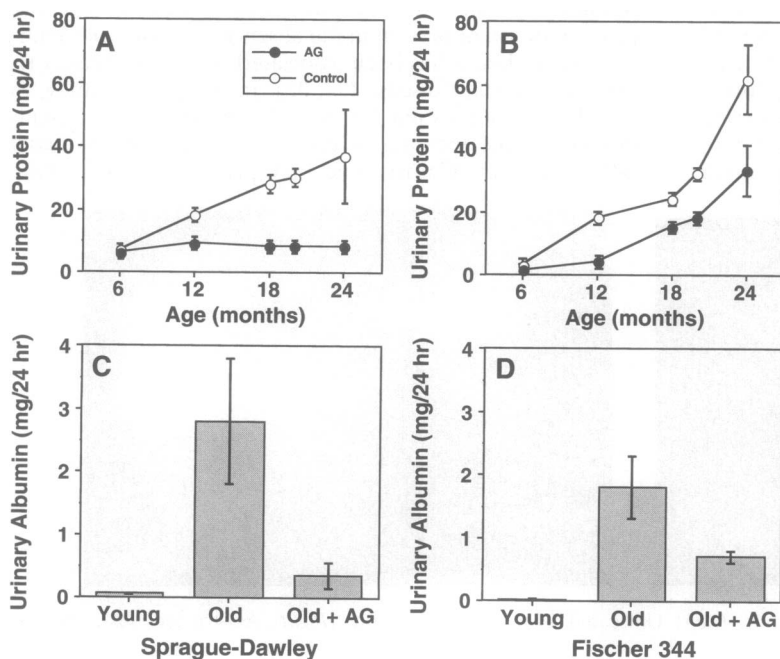 A
AG
Control
Urinary Protein (mg/24 hr)
80
60
40
20
0
6
12
18
24
Age (months)
B
Urinary Protein (mg/24 hr)
80
60
40
20
0
6
12
18
24
Age (months)
C
Urinary Albumin (mg/24 hr)
4
3
2
1
0
Young
Old
Old + AG
Sprague-Dawley
D
Urinary Albumin (mg/24 hr)
4
3
2
1
0
Young
Old
Old + AG
Fischer 344